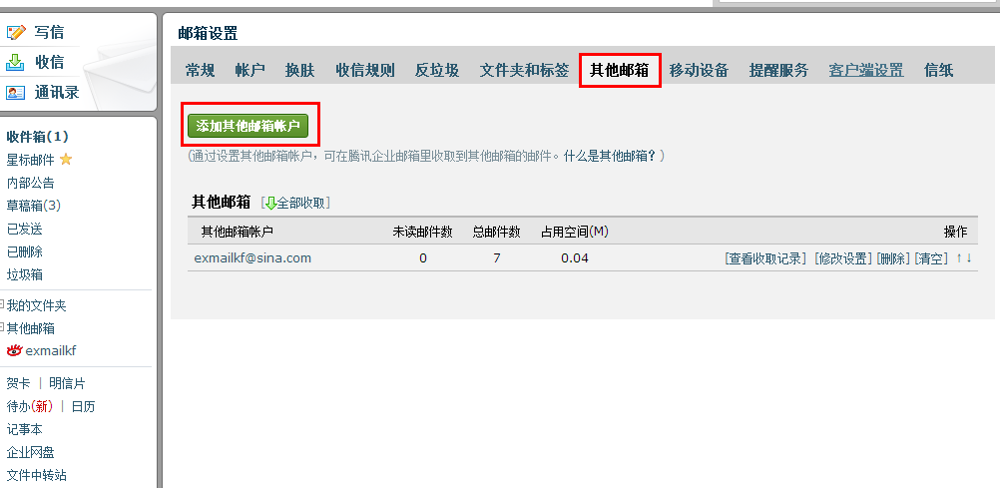 写信
收信
通讯录
收件箱(1)
星标邮件
内部公告
草稿箱(3)
已发送
已删除
垃圾箱
我的文件夹
其他邮箱
exmailkf
贺卡 | 明信片
待办(新) | 日历
记事本
企业网盘
文件中转站
邮箱设置
常规 帐户 换肤 收信规则 反垃圾 文件夹和标签 其他邮箱 移动设备 提醒服务 客户端设置 信纸
添加其他邮箱帐户
(通过设置其他邮箱帐户，可在腾讯企业邮箱里收取到其他邮箱的邮件。什么是其他邮箱？)
其他邮箱 [全部收取]
其他邮箱帐户 未读邮件数 总邮件数 占用空间(M) 操作
exmailkf@sina.com 0 7 0.04 [查看收取记录] [修改设置] [删除] [清空] ↑ ↓